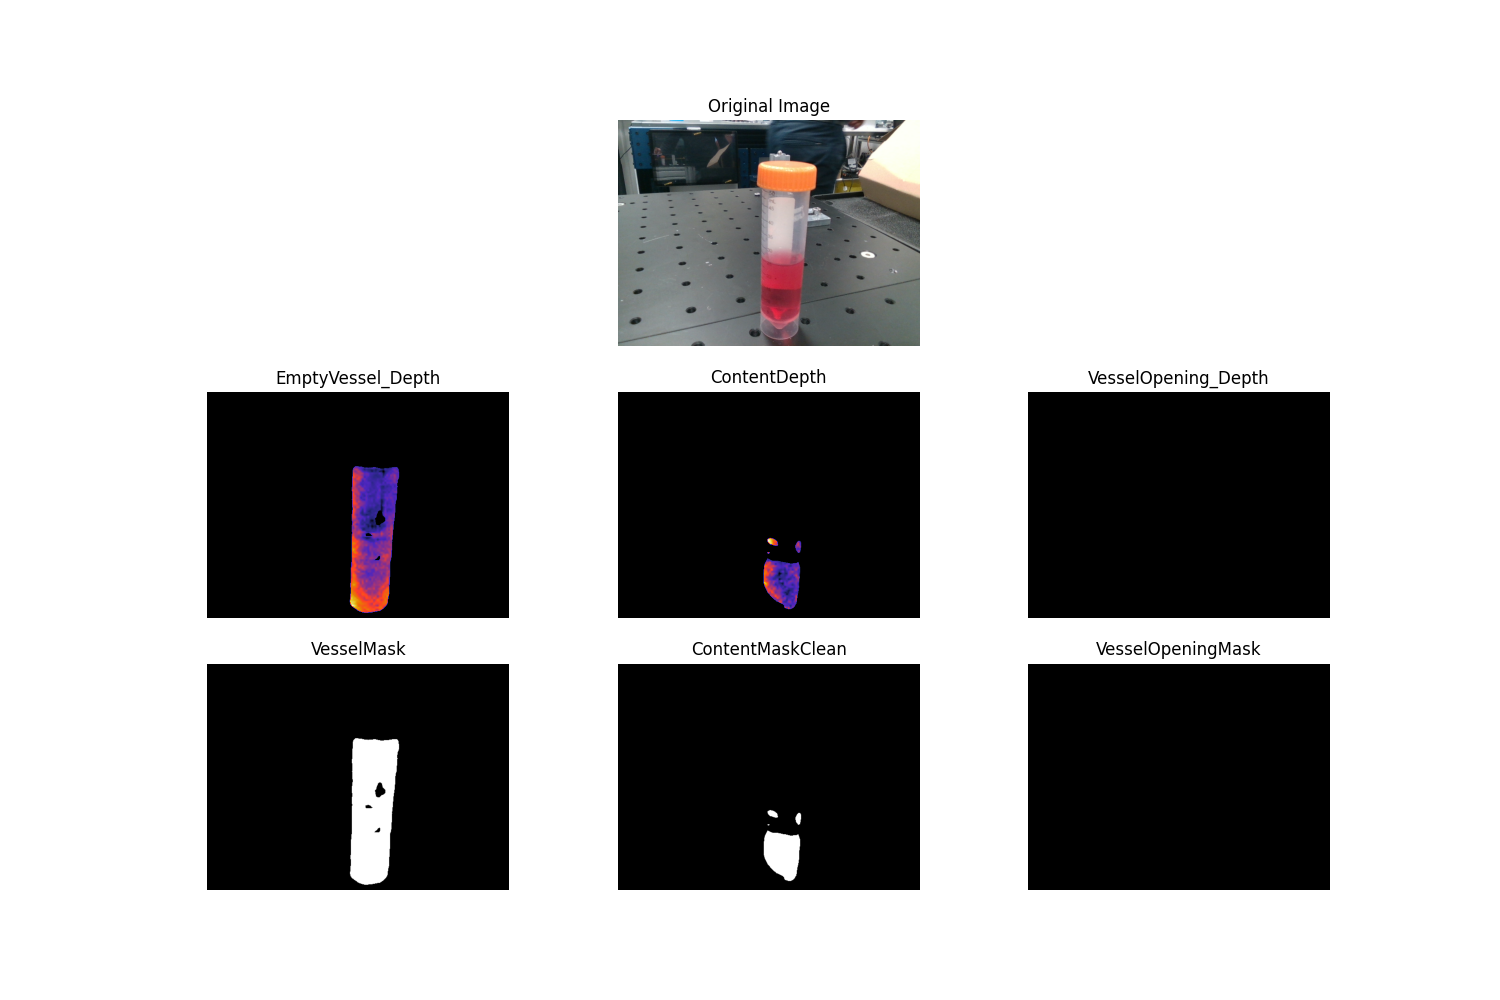 Original Image
EmptyVessel_Depth
ContentDepth
VesselOpening_Depth
VesselMask
ContentMaskClean
VesselOpeningMask